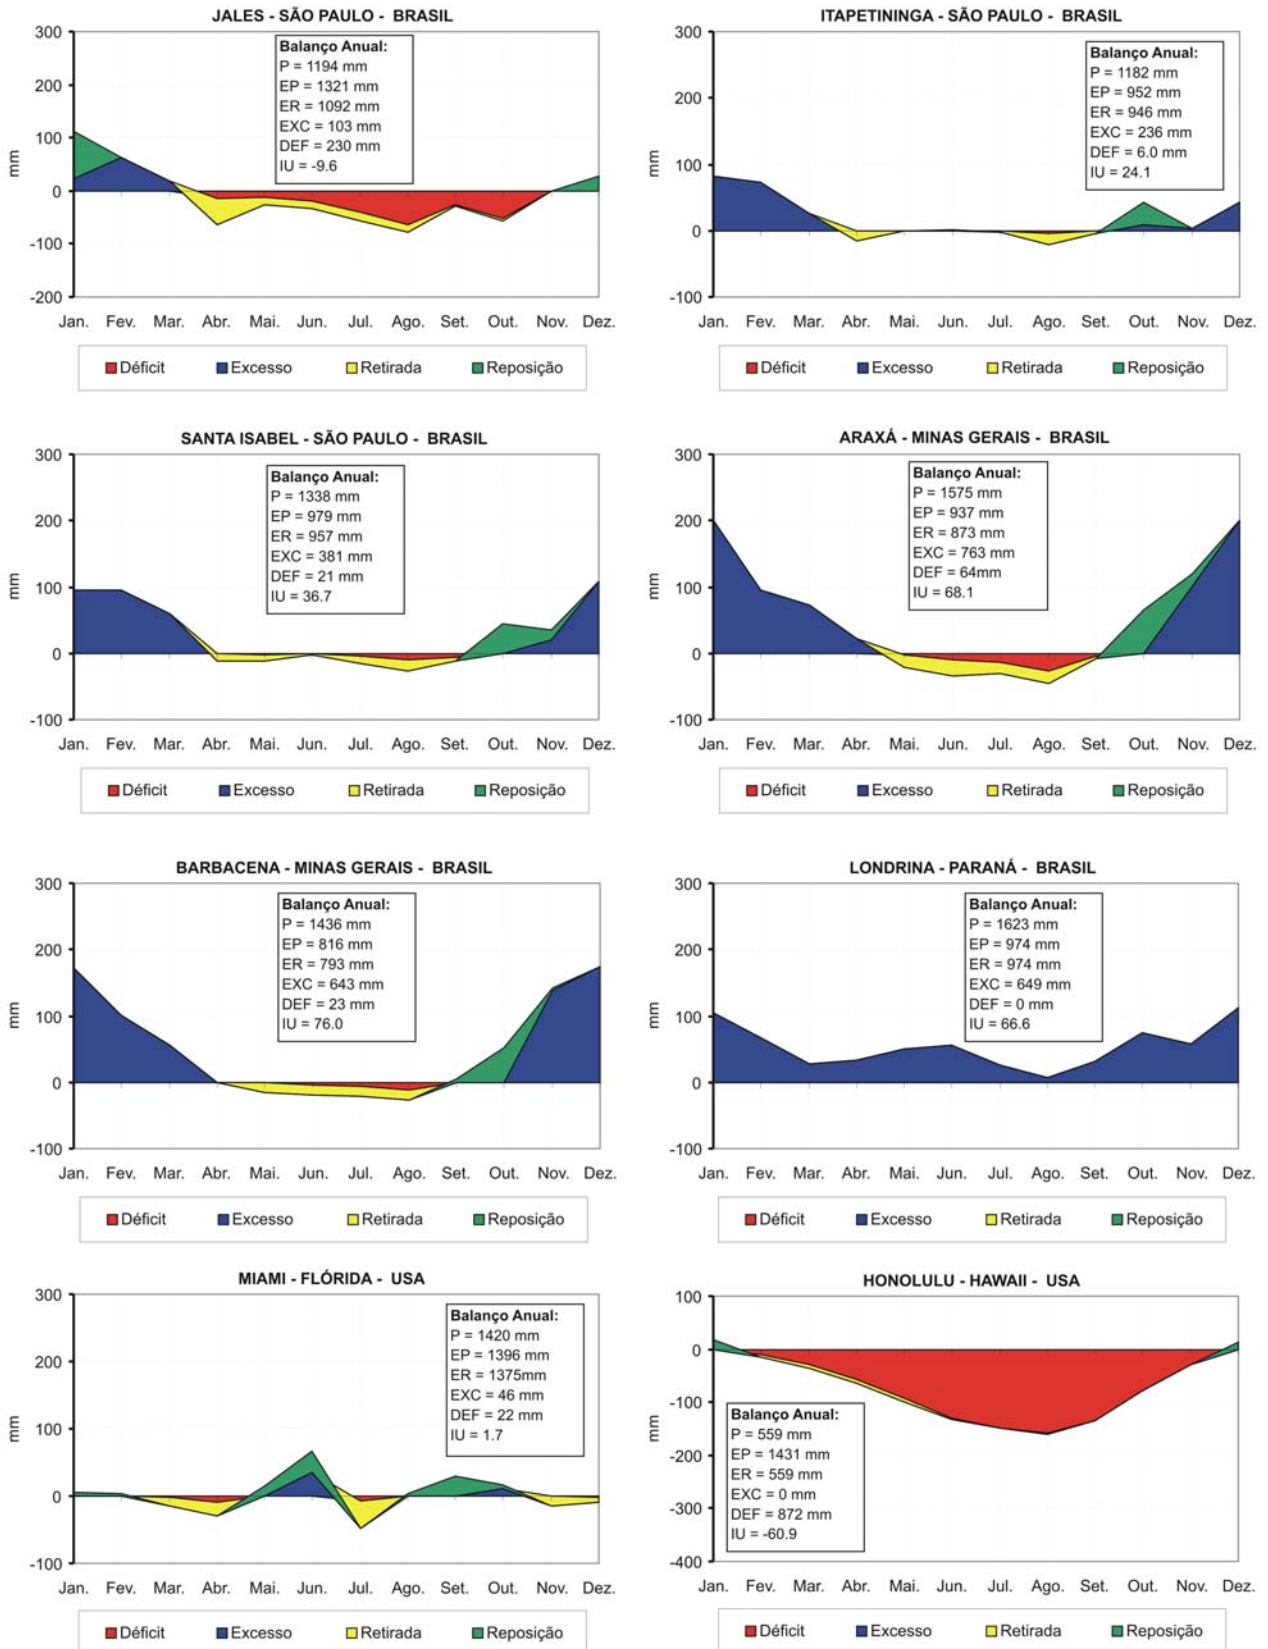 JALES - SÃO PAULO - BRASIL
300
200
100
0
-100
-200
mm
Balanço Anual:
P = 1194 mm
EP = 1321 mm
ER = 1092 mm
EXC = 103 mm
DEF = 230 mm
IU = -9.6
Jan. Fev. Mar. Abr. Mai. Jun. Jul. Ago. Set. Out. Nov. Dez.
Déficit Excesso Retirada Reposição
ITAPETININGA - SÃO PAULO - BRASIL
300
200
100
0
-100
mm
Balanço Anual:
P = 1182 mm
EP = 952 mm
ER = 946 mm
EXC = 236 mm
DEF = 6.0 mm
IU = 24.1
Jan. Fev. Mar. Abr. Mai. Jun. Jul. Ago. Set. Out. Nov. Dez.
Déficit Excesso Retirada Reposição
SANTA ISABEL - SÃO PAULO - BRASIL
300
200
100
0
-100
mm
Balanço Anual:
P = 1338 mm
EP = 979 mm
ER = 957 mm
EXC = 381 mm
DEF = 21 mm
IU = 36.7
Jan. Fev. Mar. Abr. Mai. Jun. Jul. Ago. Set. Out. Nov. Dez.
Déficit Excesso Retirada Reposição
ARAXÁ - MINAS GERAIS - BRASIL
300
200
100
0
-100
mm
Balanço Anual:
P = 1575 mm
EP = 937 mm
ER = 873 mm
EXC = 763 mm
DEF = 64mm
IU = 68.1
Jan. Fev. Mar. Abr. Mai. Jun. Jul. Ago. Set. Out. Nov. Dez.
Déficit Excesso Retirada Reposição
BARBACENA - MINAS GERAIS - BRASIL
300
200
100
0
-100
mm
Balanço Anual:
P = 1436 mm
EP = 816 mm
ER = 793 mm
EXC = 643 mm
DEF = 23 mm
IU = 76.0
Jan. Fev. Mar. Abr. Mai. Jun. Jul. Ago. Set. Out. Nov. Dez.
Déficit Excesso Retirada Reposição
LONDRINA - PARANÁ - BRASIL
300
200
100
0
-100
mm
Balanço Anual:
P = 1623 mm
EP = 974 mm
ER = 974 mm
EXC = 649 mm
DEF = 0 mm
IU = 66.6
Jan. Fev. Mar. Abr. Mai. Jun. Jul. Ago. Set. Out. Nov. Dez.
Déficit Excesso Retirada Reposição
MIAMI - FLÓRIDA - USA
300
200
100
0
-100
mm
Balanço Anual:
P = 1420 mm
EP = 1396 mm
ER = 1375mm
EXC = 46 mm
DEF = 22 mm
IU = 1.7
Jan. Fev. Mar. Abr. Mai. Jun. Jul. Ago. Set. Out. Nov. Dez.
Déficit Excesso Retirada Reposição
HONOLULU - HAWAII - USA
100
0
-100
-200
-300
-400
mm
Balanço Anual:
P = 559 mm
EP = 1431 mm
ER = 559 mm
EXC = 0 mm
DEF = 872 mm
IU = -60.9
Jan. Fev. Mar. Abr. Mai. Jun. Jul. Ago. Set. Out. Nov. Dez.
Déficit Excesso Retirada Reposição